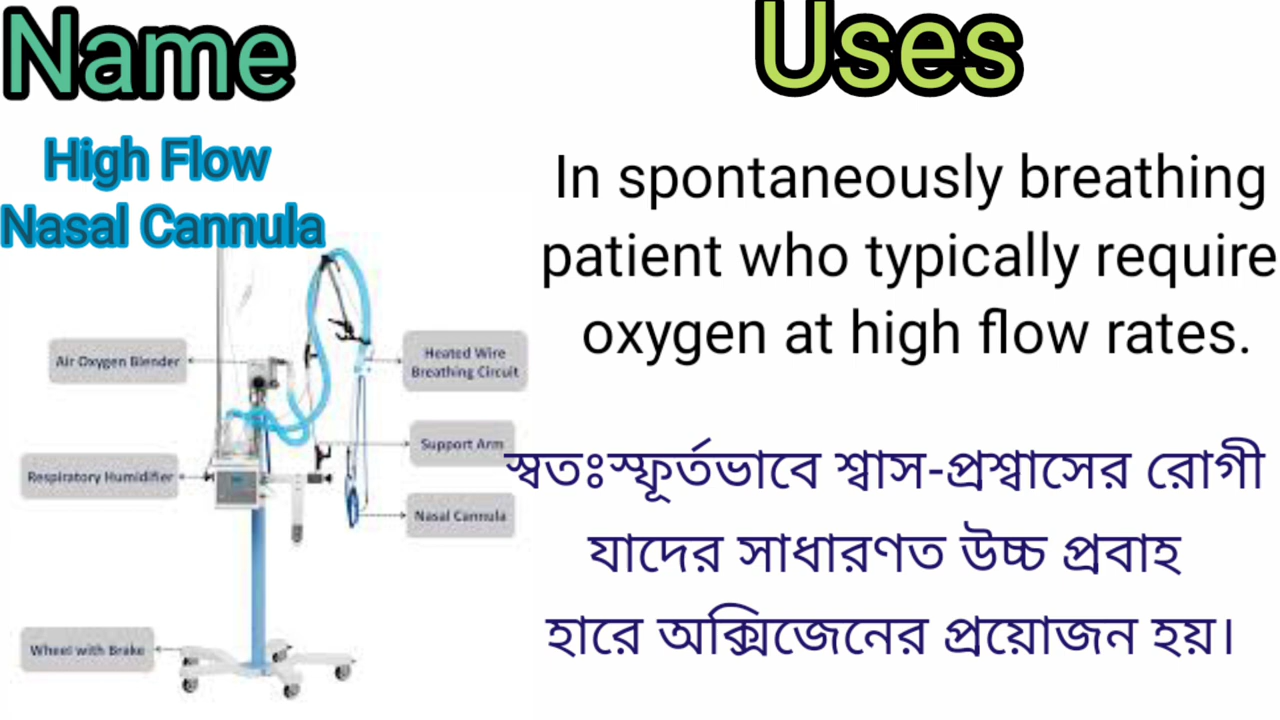 Name
High Flow
Nasal Cannula
Air Oxygen Blender
Respiratory Humidifier
Wheel with Brake
Heated Wire
Breathing Circuit
Support Arm
Nasal Cannula
Uses
In spontaneously breathing
patient who typically require
oxygen at high flow rates.
স্বতঃস্ফূর্তভাবে শ্বাস-প্রশ্বাসের রোগী
যাদের সাধারণত উচ্চ প্রবাহ
হারে অক্সিজেনের প্রয়োজন হয়।